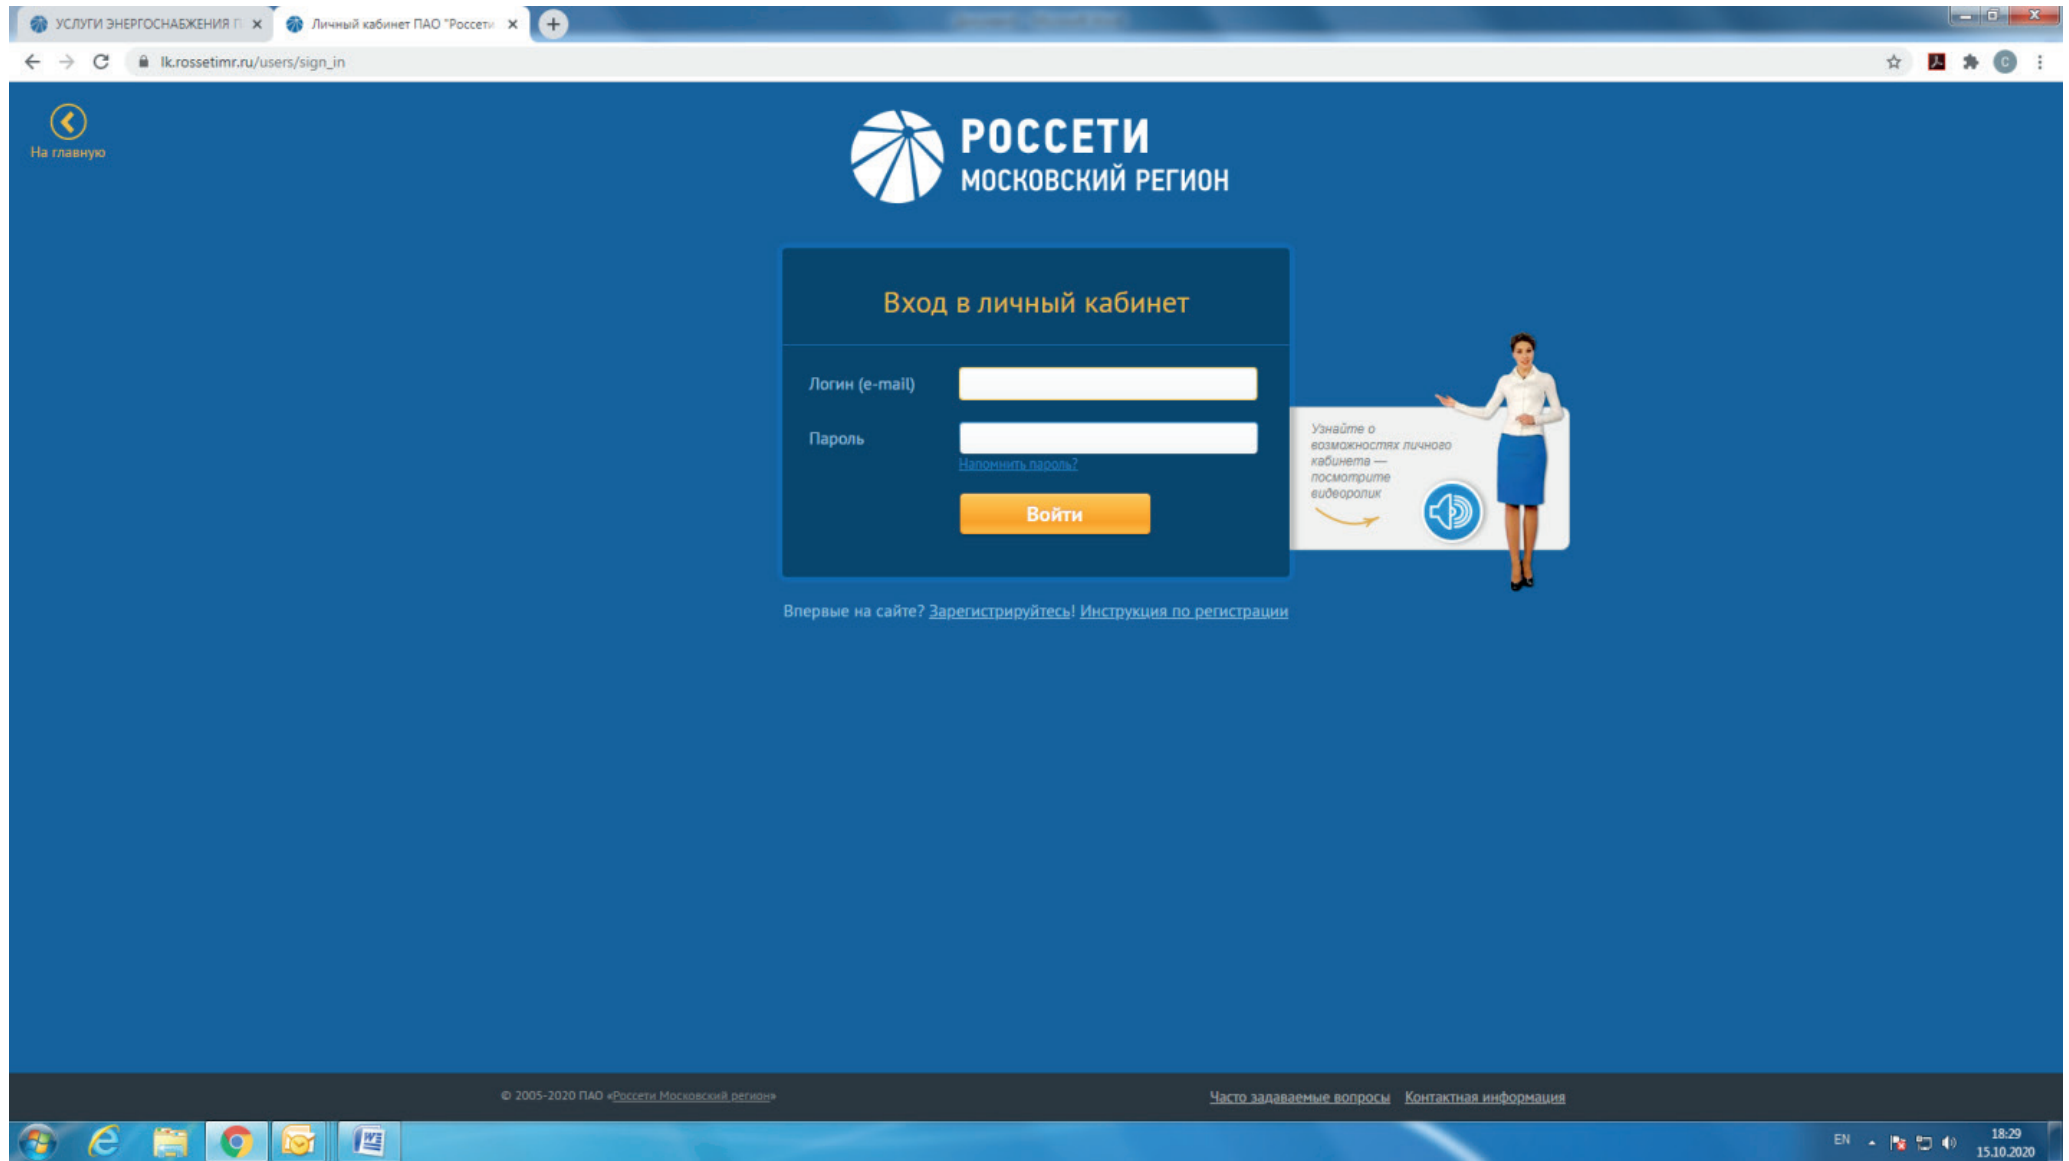 УСЛУГИ ЭНЕРГОСНАБЖЕНИЯ П
Личный кабинет ПАО "Россети
lk.rossetimr.ru/users/sign_in
C
На главную
РОССЕТИ
МОСКОВСКИЙ РЕГИОН
Вход в личный кабинет
Логин (e-mail)
Пароль
Напомнить пароль?
Войти
Узнайте о
возможностях личного
кабинета —
посмотрите
видеоролик
Впервые на сайте? Зарегистрируйтесь! Инструкция по регистрации
© 2005-2020 ПАО «Россети Московский регион»
Часто задаваемые вопросы Контактная информация
EN
18:29
15.10.2020